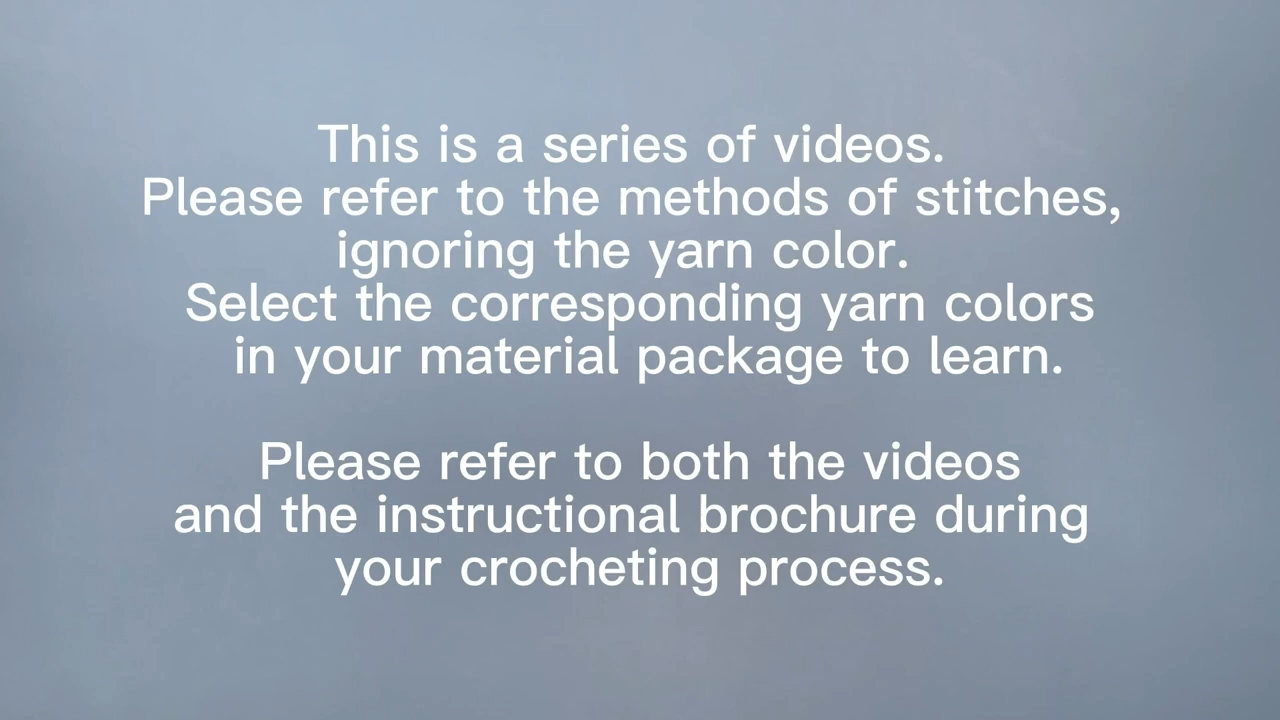 This is a series of videos.
Please refer to the methods of stitches,
ignoring the yarn color.
Select the corresponding yarn colors
in your material package to learn.
Please refer to both the videos
and the instructional brochure during
your crocheting process.